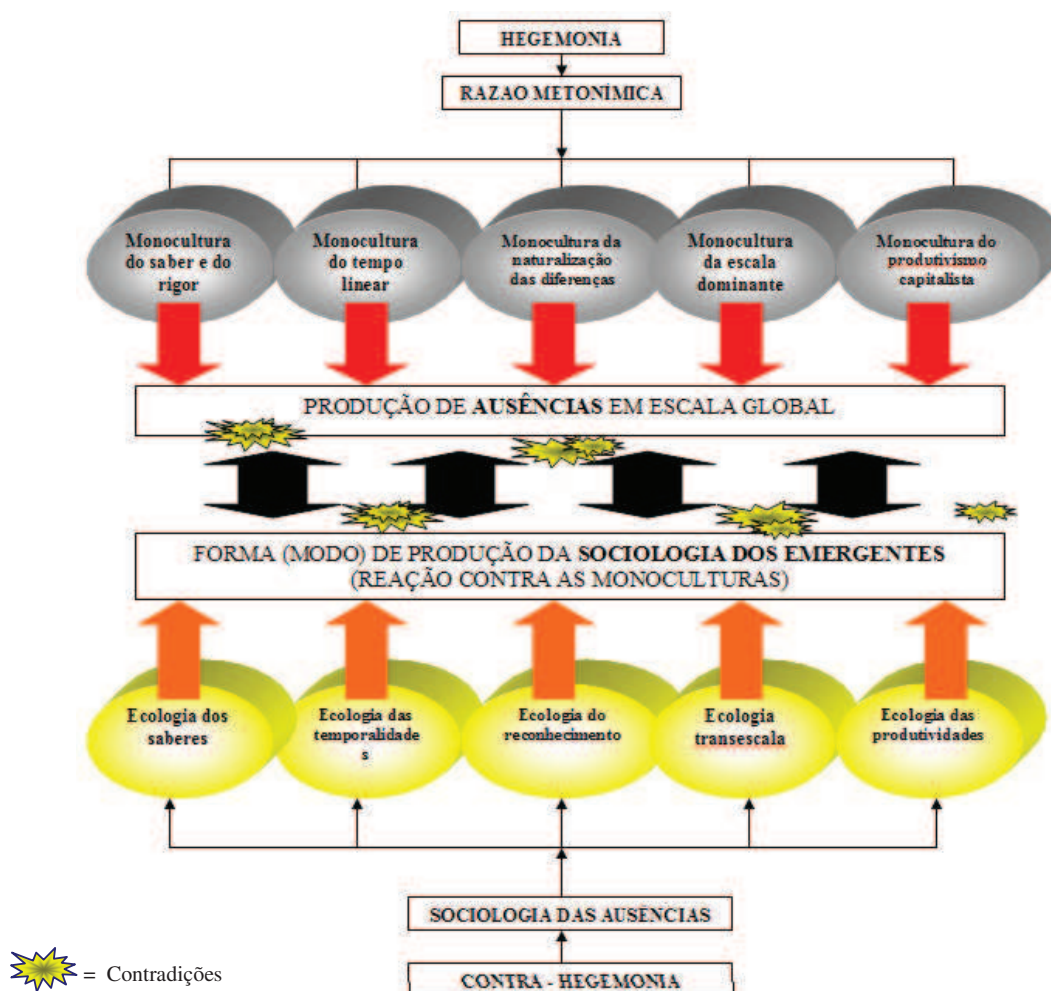 HEGEMONIA
RAZAO METONÍMICA
Monocultura
do saber e do
rigor
Monocultura
do tempo
linear
Monocultura da
naturalização
das diferenças
Monocultura
da escala
dominante
Monocultura do
produtivismo
capitalista
PRODUÇÃO DE AUSÊNCIAS EM ESCALA GLOBAL
FORMA (MODO) DE PRODUÇÃO DA SOCIOLOGIA DOS EMERGENTES
(REAÇÃO CONTRA AS MONOCULTURAS)
Ecologia dos
saberes
Ecologia das
temporalidade
s
Ecologia do
reconhecimento
Ecologia
transescala
Ecologia das
produtividades
SOCIOLOGIA DAS AUSÊNCIAS
CONTRA - HEGEMONIA
= Contradições